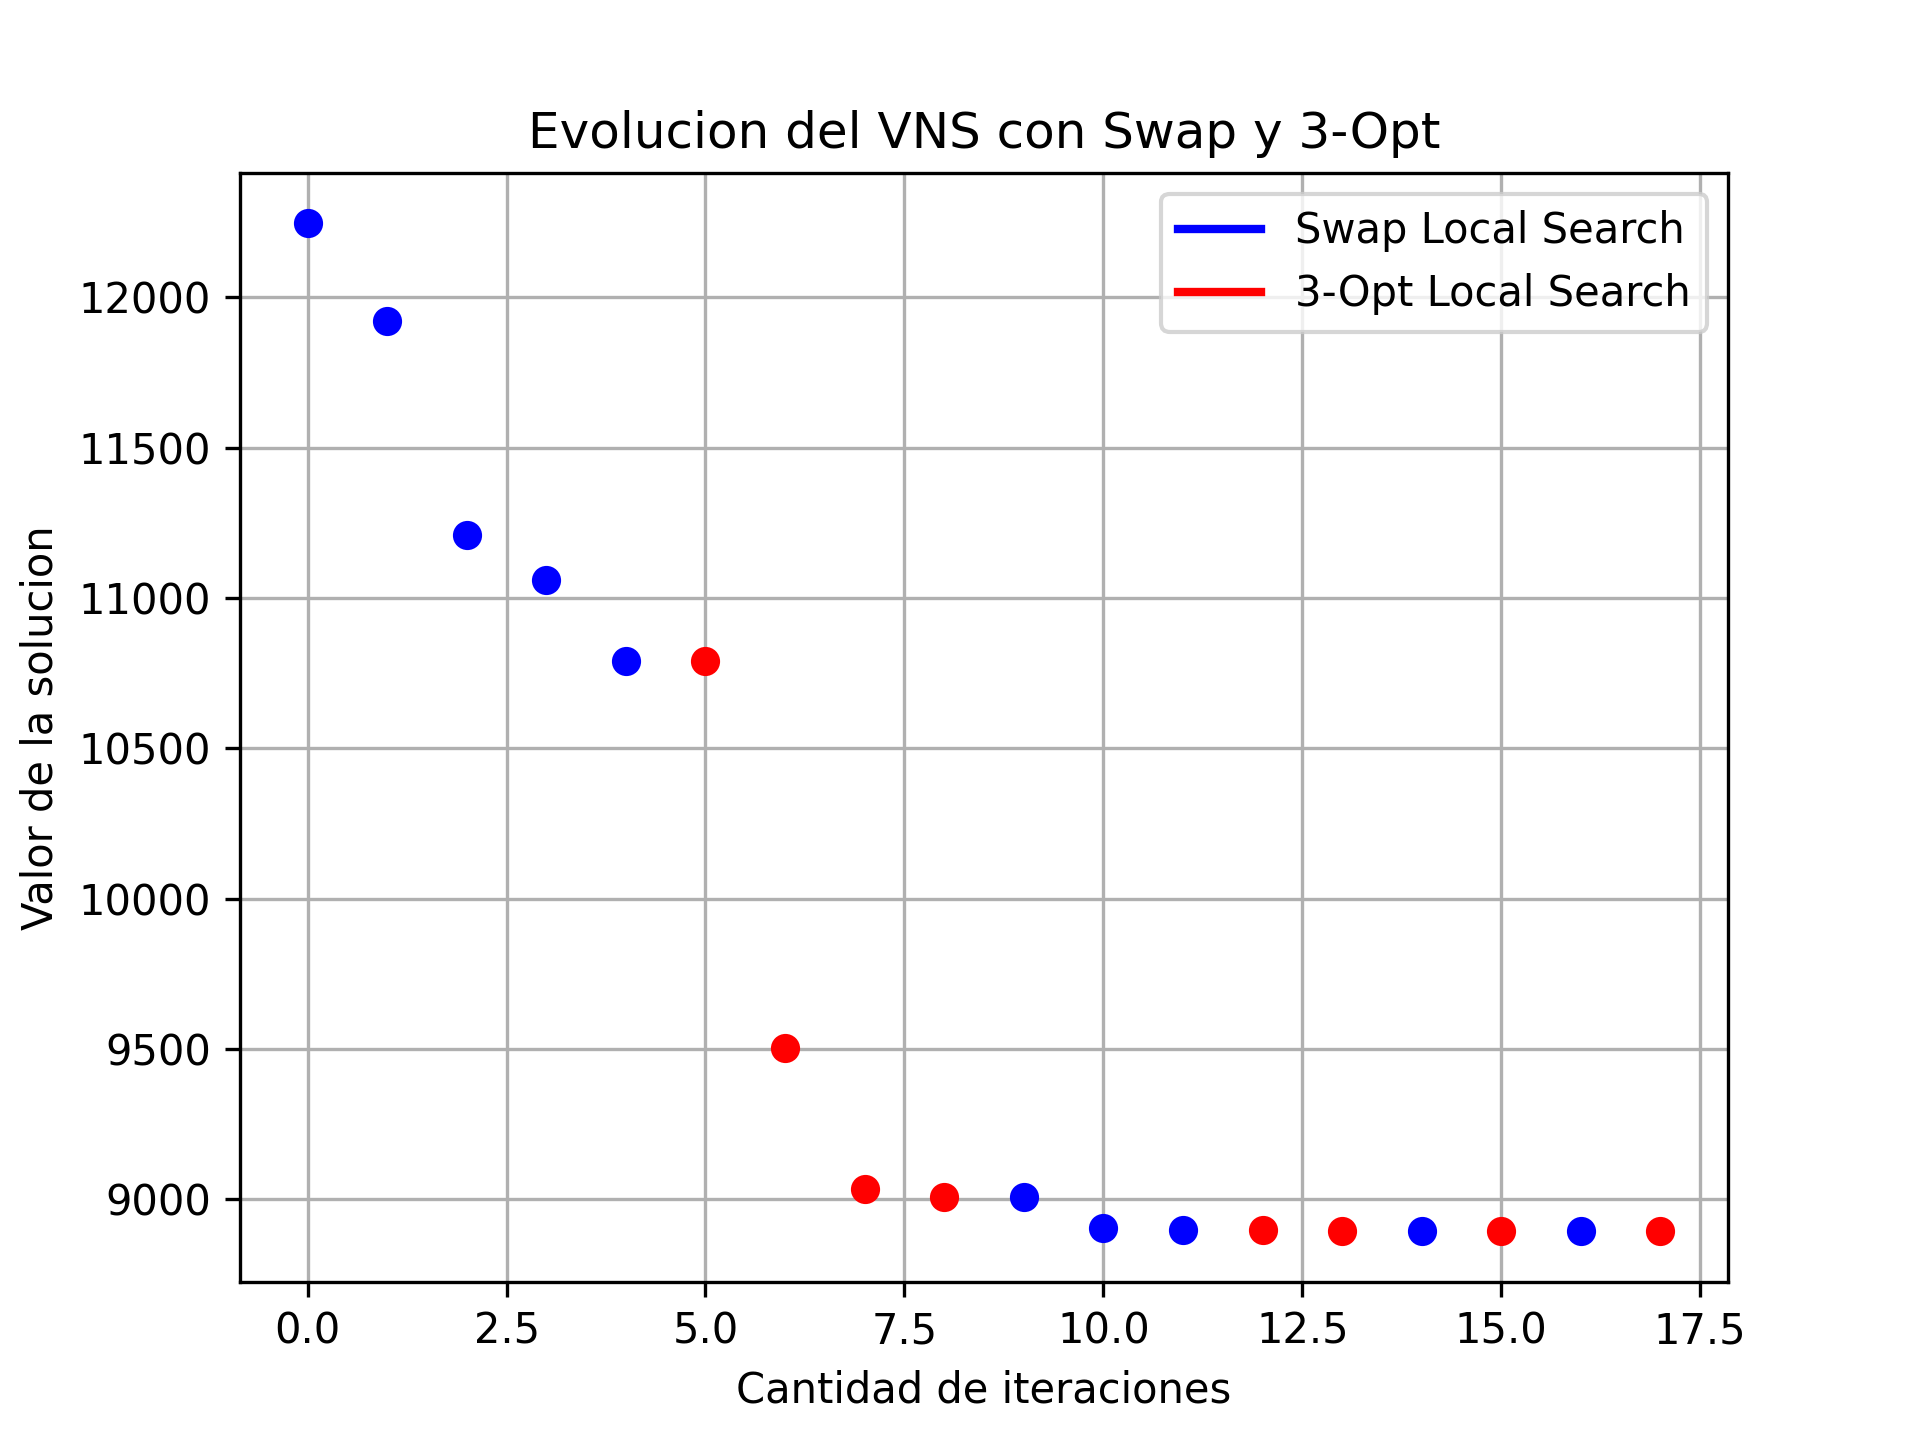 Evolucion del VNS con Swap y 3-Opt
Swap Local Search
3-Opt Local Search
Valor de la solucion
12000
11500
11000
10500
10000
9500
9000
0.0 2.5 5.0 7.5 10.0 12.5 15.0 17.5
Cantidad de iteraciones